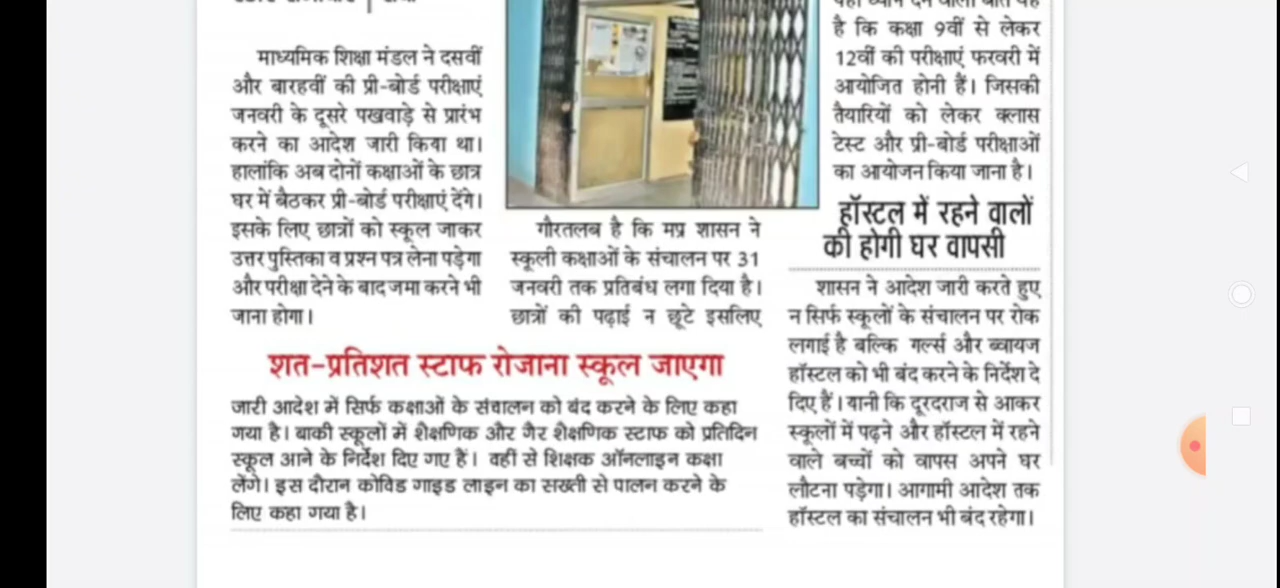 माध्यमिक शिक्षा मंडल ने दसवीं
और बारहवीं की प्री-बोर्ड परीक्षाएं
जनवरी के दूसरे पखवाड़े से प्रारंभ
करने का आदेश जारी किया था।
हालांकि अब दोनों कक्षाओं के छात्र
घर में बैठकर प्री-बोर्ड परीक्षाएं देंगे।
इसके लिए छात्रों को स्कूल जाकर
उत्तर पुस्तिका व प्रश्न पत्र लेना पड़ेगा
और परीक्षा देने के बाद जमा करने भी
जाना होगा।
गौरतलब है कि मप्र शासन ने
स्कूली कक्षाओं के संचालन पर 31
जनवरी तक प्रतिबंध लगा दिया है।
छात्रों की पढ़ाई न छूटे इसलिए
है कि कक्षा 9वीं से लेकर
12वीं की परीक्षाएं फरवरी में
आयोजित होनी हैं। जिसकी
तैयारियों को लेकर क्लास
टेस्ट और प्री-बोर्ड परीक्षाओं
का आयोजन किया जाना है।
हॉस्टल में रहने वालों
की होगी घर वापसी
शासन ने आदेश जारी करते हुए
न सिर्फ स्कूलों के संचालन पर रोक
लगाई है बल्कि गर्ल्स और ब्वायज
हॉस्टल को भी बंद करने के निर्देश दे
दिए हैं। यानी कि दूरदराज से आकर
स्कूलों में पढ़ने और हॉस्टल में रहने
वाले बच्चों को वापस अपने घर
लौटना पड़ेगा। आगामी आदेश तक
हॉस्टल का संचालन भी बंद रहेगा।
शत-प्रतिशत स्टाफ रोजाना स्कूल जाएगा
जारी आदेश में सिर्फ कक्षाओं के संचालन को बंद करने के लिए कहा
गया है। बाकी स्कूलों में शैक्षणिक और गैर शैक्षणिक स्टाफ को प्रतिदिन
स्कूल आने के निर्देश दिए गए हैं। वहीं से शिक्षक ऑनलाइन कक्षा
लेंगे। इस दौरान कोविड गाइड लाइन का सख्ती से पालन करने के
लिए कहा गया है।